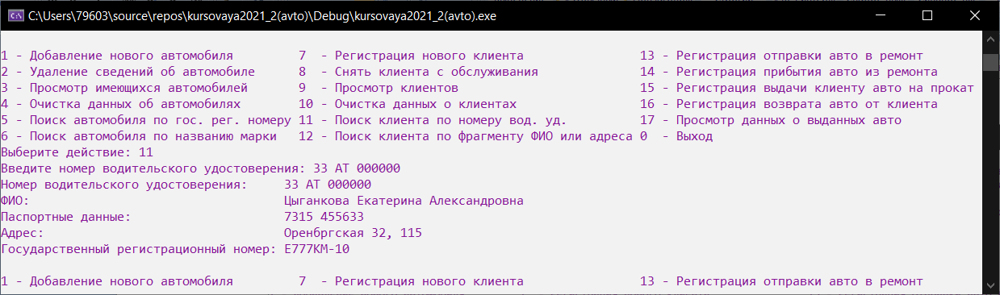 C:\Users\79603\source\repos\kursovaya2021_2(avto)\Debug\kursovaya2021_2(avto).exe
1 - Добавление нового автомобиля 7 - Регистрация нового клиента 13 - Регистрация отправки авто в ремонт
2 - Удаление сведений об автомобиле 8 - Снять клиента с обслуживания 14 - Регистрация прибытия авто из ремонта
3 - Просмотр имеющихся автомобилей 9 - Просмотр клиентов 15 - Регистрация выдачи клиенту авто на прокат
4 - Очистка данных об автомобилях 10 - Очистка данных о клиентах 16 - Регистрация возврата авто от клиента
5 - Поиск автомобиля по гос. рег. номеру 11 - Поиск клиента по номеру вод. уд. 17 - Просмотр данных о выданных авто
6 - Поиск автомобиля по названию марки 12 - Поиск клиента по фрагменту ФИО или адреса 0 - Выход
Выберите действие: 11
Введите номер водительского удостоверения: 33 АТ 000000
Номер водительского удостоверения: 33 АТ 000000
ФИО: Цыганкова Екатерина Александровна
Паспортные данные: 7315 455633
Адрес: Оренбргская 32, 115
Государственный регистрационный номер: Е777КМ-10
1 - Добавление нового автомобиля 7 - Регистрация нового клиента 13 - Регистрация отправки авто в ремонт